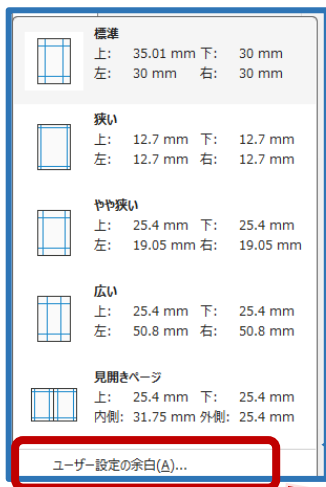 標準
上: 35.01 mm 下: 30 mm
左: 30 mm 右: 30 mm
狭い
上: 12.7 mm 下: 12.7 mm
左: 12.7 mm 右: 12.7 mm
やや狭い
上: 25.4 mm 下: 25.4 mm
左: 19.05 mm 右: 19.05 mm
広い
上: 25.4 mm 下: 25.4 mm
左: 50.8 mm 右: 50.8 mm
見開きページ
上: 25.4 mm 下: 25.4 mm
内側: 31.75 mm 外側: 25.4 mm
ユーザー設定の余白(A)...